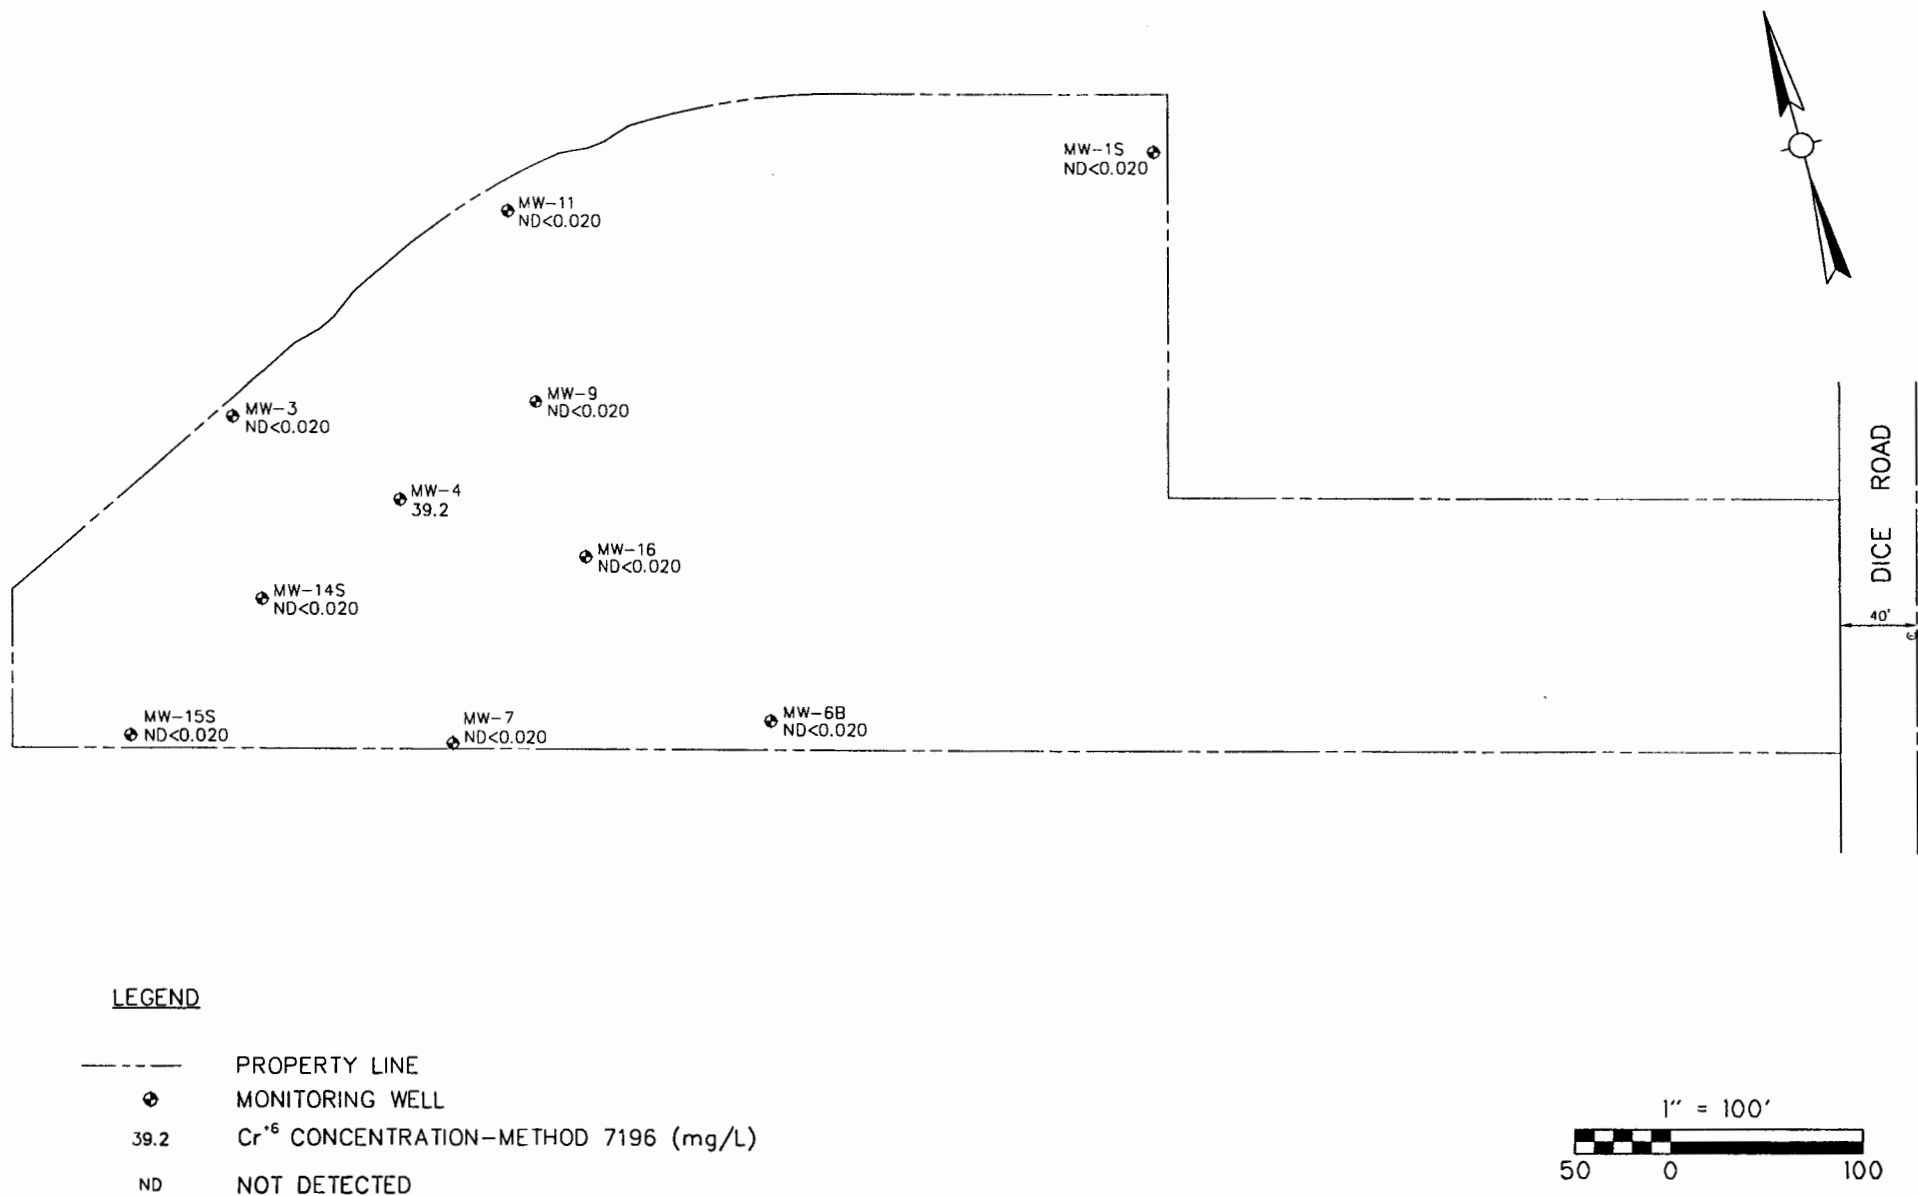 MW-1S
ND<0.020
MW-11
ND<0.020
MW-9
ND<0.020
MW-3
ND<0.020
MW-4
39.2
MW-16
ND<0.020
MW-14S
ND<0.020
MW-15S
ND<0.020
MW-7
ND<0.020
MW-6B
ND<0.020
DICE ROAD
40'
℄
LEGEND
PROPERTY LINE
MONITORING WELL
39.2 Cr⁺⁶ CONCENTRATION-METHOD 7196 (mg/L)
ND NOT DETECTED
1" = 100'
50 0 100